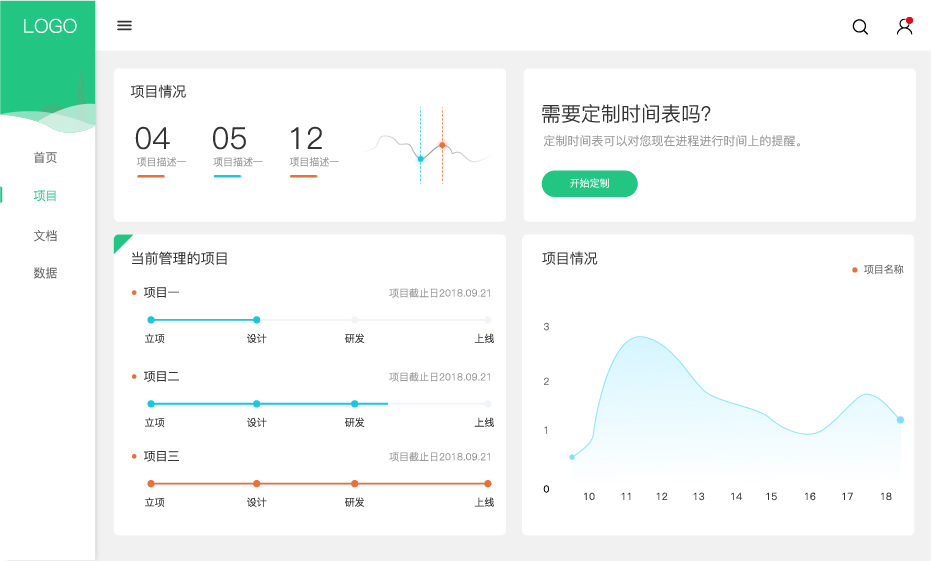 LOGO
首页
项目
文档
数据
项目情况
04 05 12
项目描述一 项目描述一 项目描述一
需要定制时间表吗?
定制时间表可以对您现在进程进行时间上的提醒。
开始定制
当前管理的项目
项目一 项目截止日2018.09.21
立项 设计 研发 上线
项目二 项目截止日2018.09.21
立项 设计 研发 上线
项目三 项目截止日2018.09.21
立项 设计 研发 上线
项目情况
项目名称
3
2
1
0
10 11 12 13 14 15 16 17 18